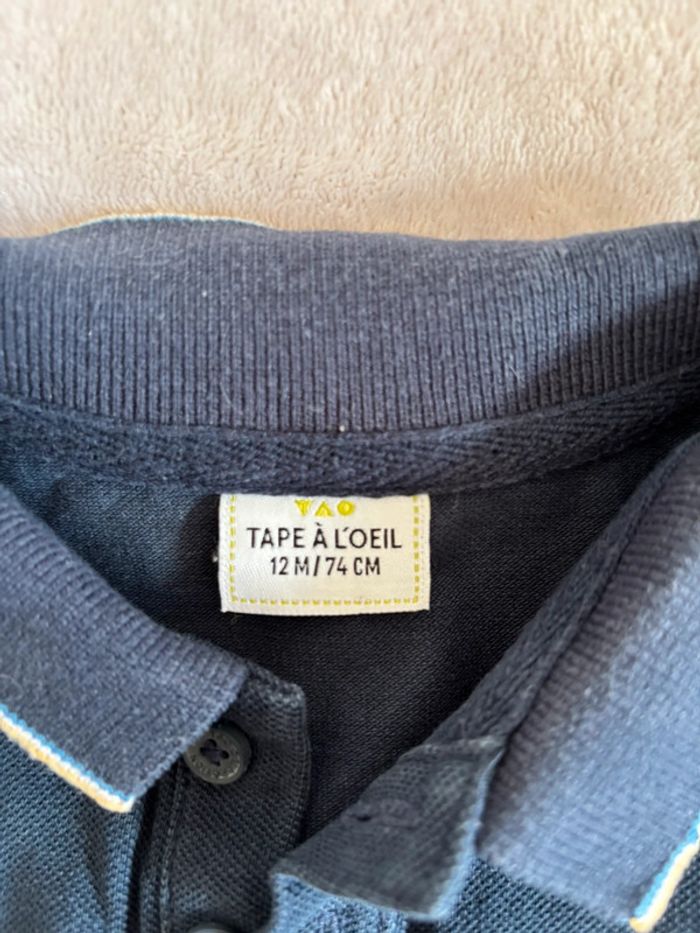 TAO
TAPE À L'OEIL
12 M/74 CM